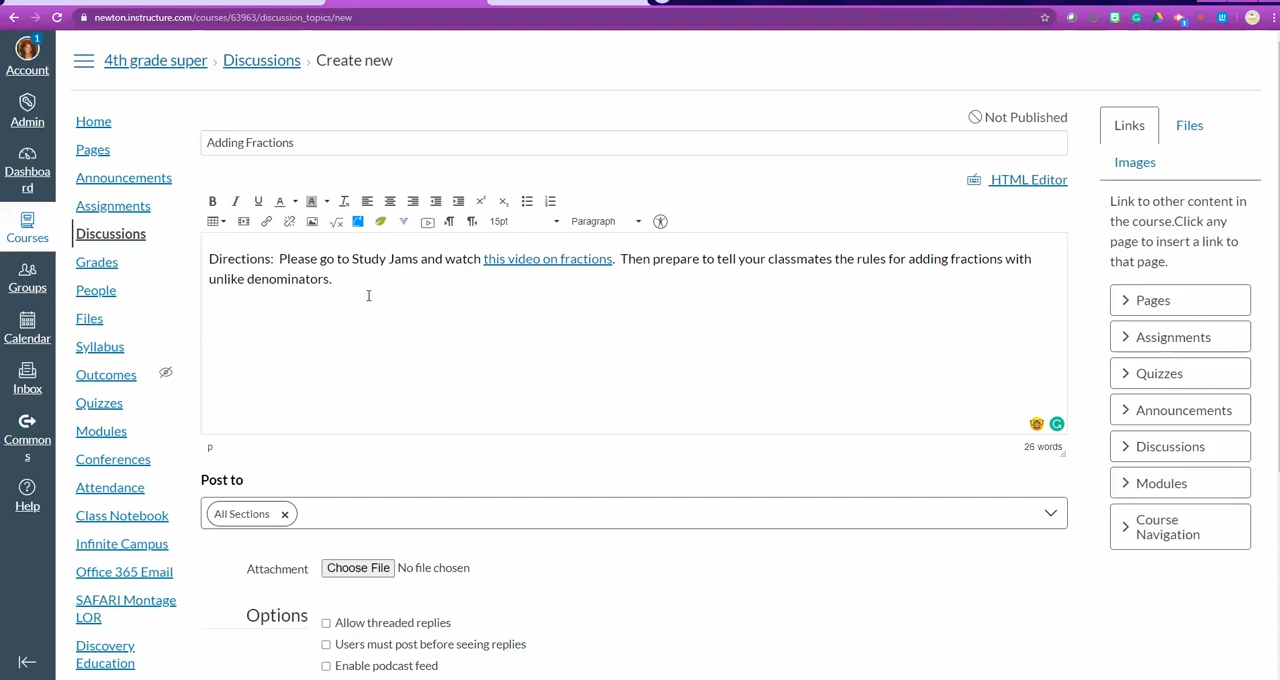 newton.instructure.com/courses/63963/discussion_topics/new
1
Account
Admin
Dashboa
rd
Courses
Groups
Calendar
Inbox
Common
s
Help
4th grade super › Discussions › Create new
Home
Pages
Announcements
Assignments
Discussions
Grades
People
Files
Syllabus
Outcomes
Quizzes
Modules
Conferences
Attendance
Class Notebook
Infinite Campus
Office 365 Email
SAFARI Montage
LOR
Discovery
Education
Not Published
Adding Fractions
HTML Editor
15pt
Paragraph
Directions: Please go to Study Jams and watch this video on fractions. Then prepare to tell your classmates the rules for adding fractions with
unlike denominators.
p
26 words
Post to
All Sections
Attachment
Choose File No file chosen
Options
Allow threaded replies
Users must post before seeing replies
Enable podcast feed
Links
Files
Images
Link to other content in
the course.Click any
page to insert a link to
that page.
Pages
Assignments
Quizzes
Announcements
Discussions
Modules
Course
Navigation